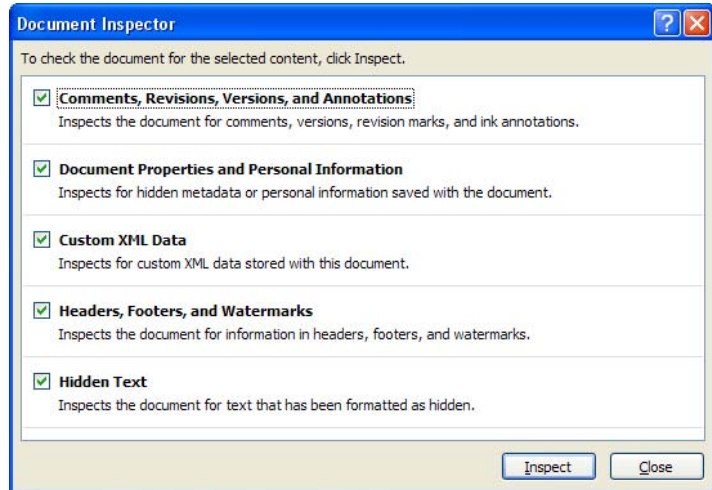 Document Inspector
To check the document for the selected content, click Inspect.
Comments, Revisions, Versions, and Annotations
Inspects the document for comments, versions, revision marks, and ink annotations.
Document Properties and Personal Information
Inspects for hidden metadata or personal information saved with the document.
Custom XML Data
Inspects for custom XML data stored with this document.
Headers, Footers, and Watermarks
Inspects the document for information in headers, footers, and watermarks.
Hidden Text
Inspects the document for text that has been formatted as hidden.
Inspect Close